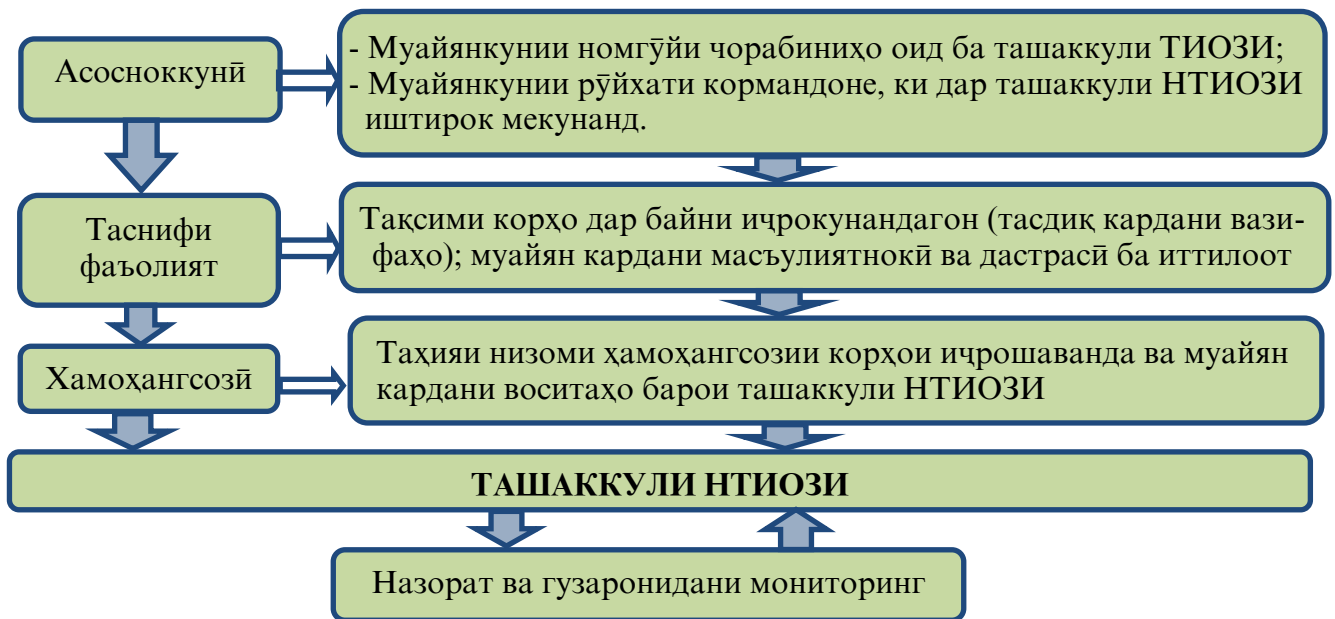 Асосноккунӣ
- Муайянкунии номгӯйи чорабиниҳо оид ба ташаккули ТИОЗИ;
- Муайянкунии рӯйхати кормандоне, ки дар ташаккули НТИОЗИ
иштирок мекунанд.
Таснифи
фаъолият
Тақсими корҳо дар байни иҷрокунандагон (тасдиқ кардани вази-
фаҳо); муайян кардани масъулиятнокӣ ва дастрасӣ ба иттилоот
Хамоҳангсозӣ
Таҳияи низоми ҳамоҳангсозии корҳои иҷрошаванда ва муайян
кардани воситаҳо барои ташаккули НТИОЗИ
ТАШАККУЛИ НТИОЗИ
Назорат ва гузаронидани мониторинг